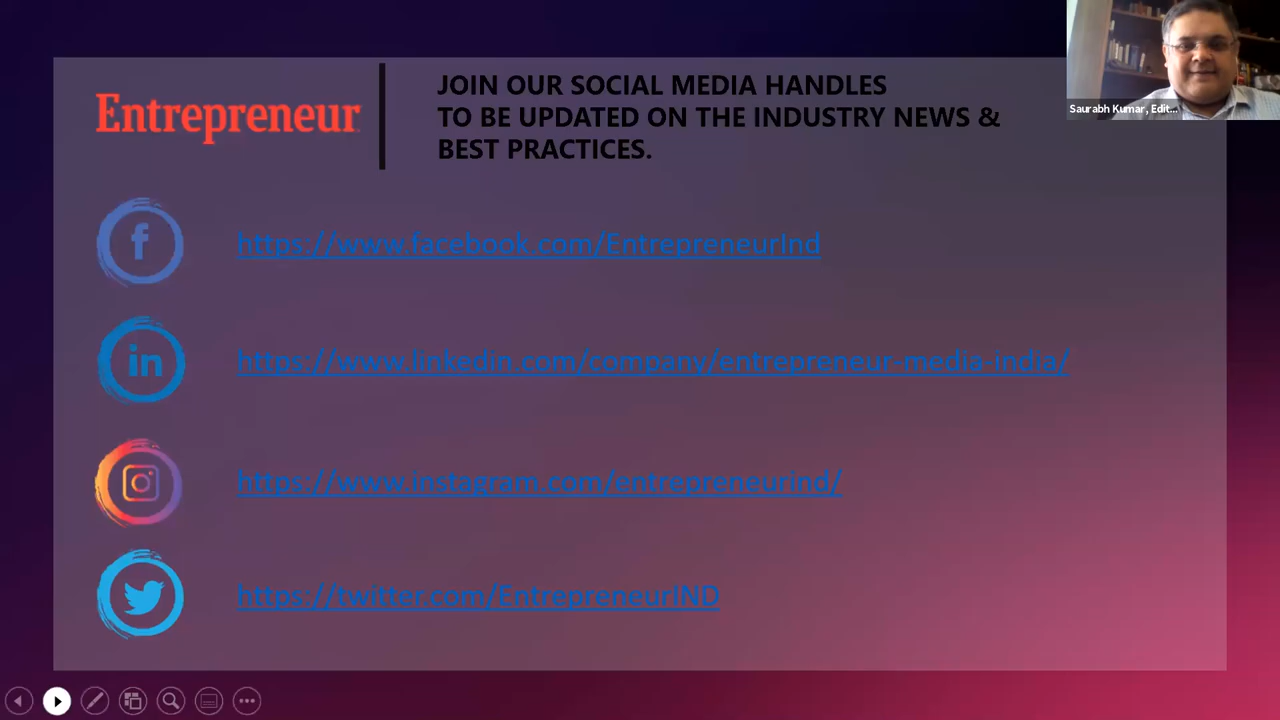 Entrepreneur
JOIN OUR SOCIAL MEDIA HANDLES
TO BE UPDATED ON THE INDUSTRY NEWS &
BEST PRACTICES.
Saurabh Kumar, Edit...
f
https://www.facebook.com/EntrepreneurInd
in
https://www.linkedin.com/company/entrepreneur-media-india/
https://www.instagram.com/entrepreneurind/
https://twitter.com/EntrepreneurIND